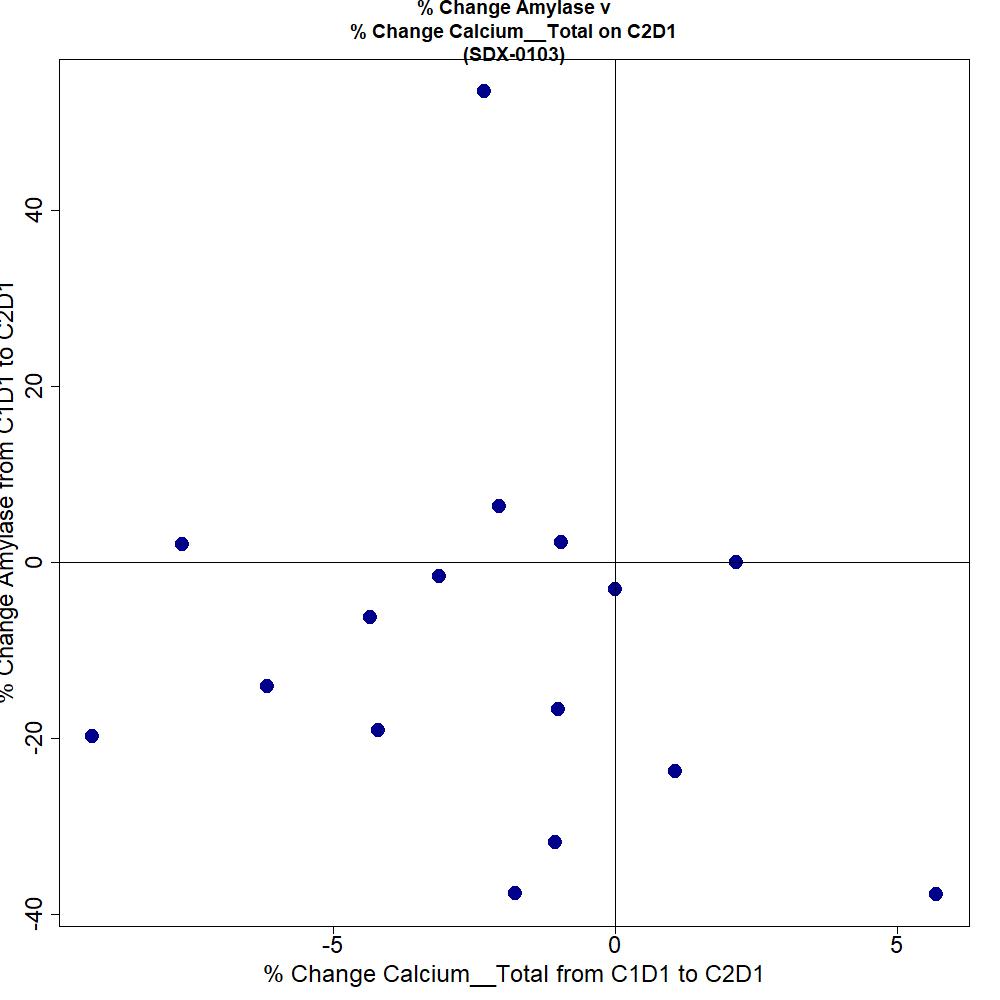 % Change Amylase v
% Change Calcium__Total on C2D1
(SDX-0103)
% Change Amylase from C1D1 to C2D1
40
20
0
-20
-40
-5
0
5
% Change Calcium__Total from C1D1 to C2D1